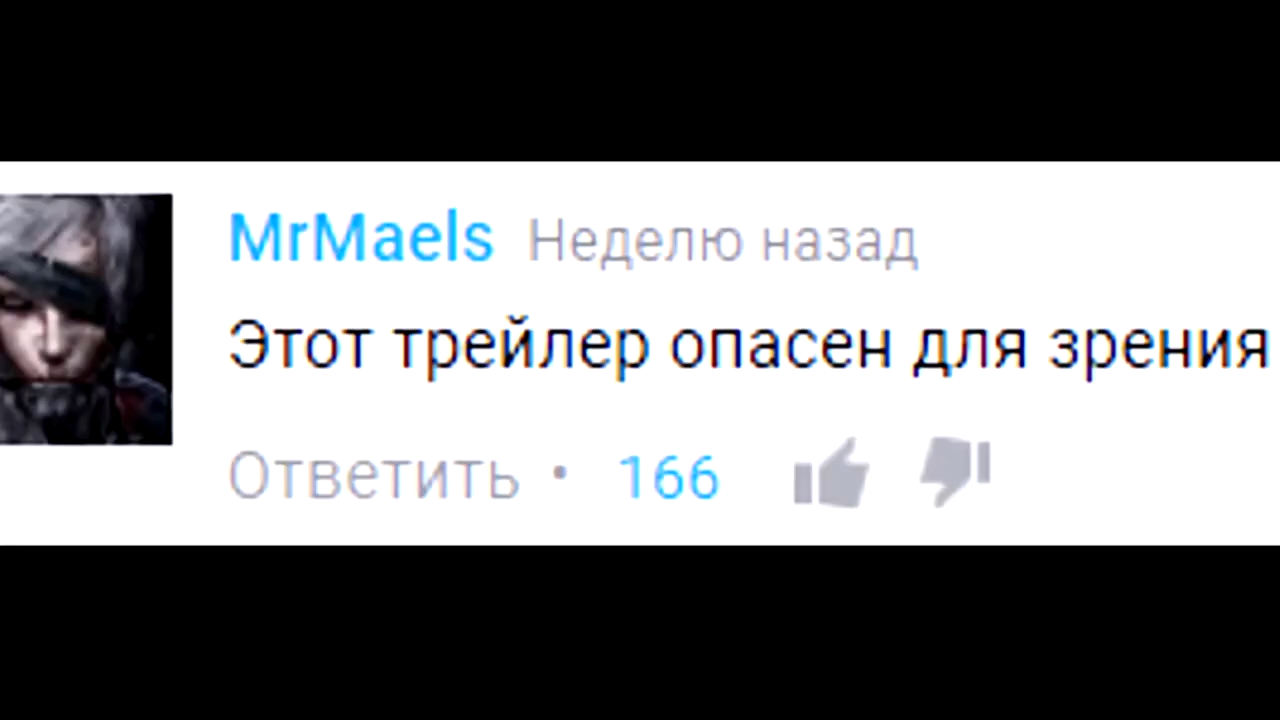 MrMaels Неделю назад
Этот трейлер опасен для зрения
Ответить • 166